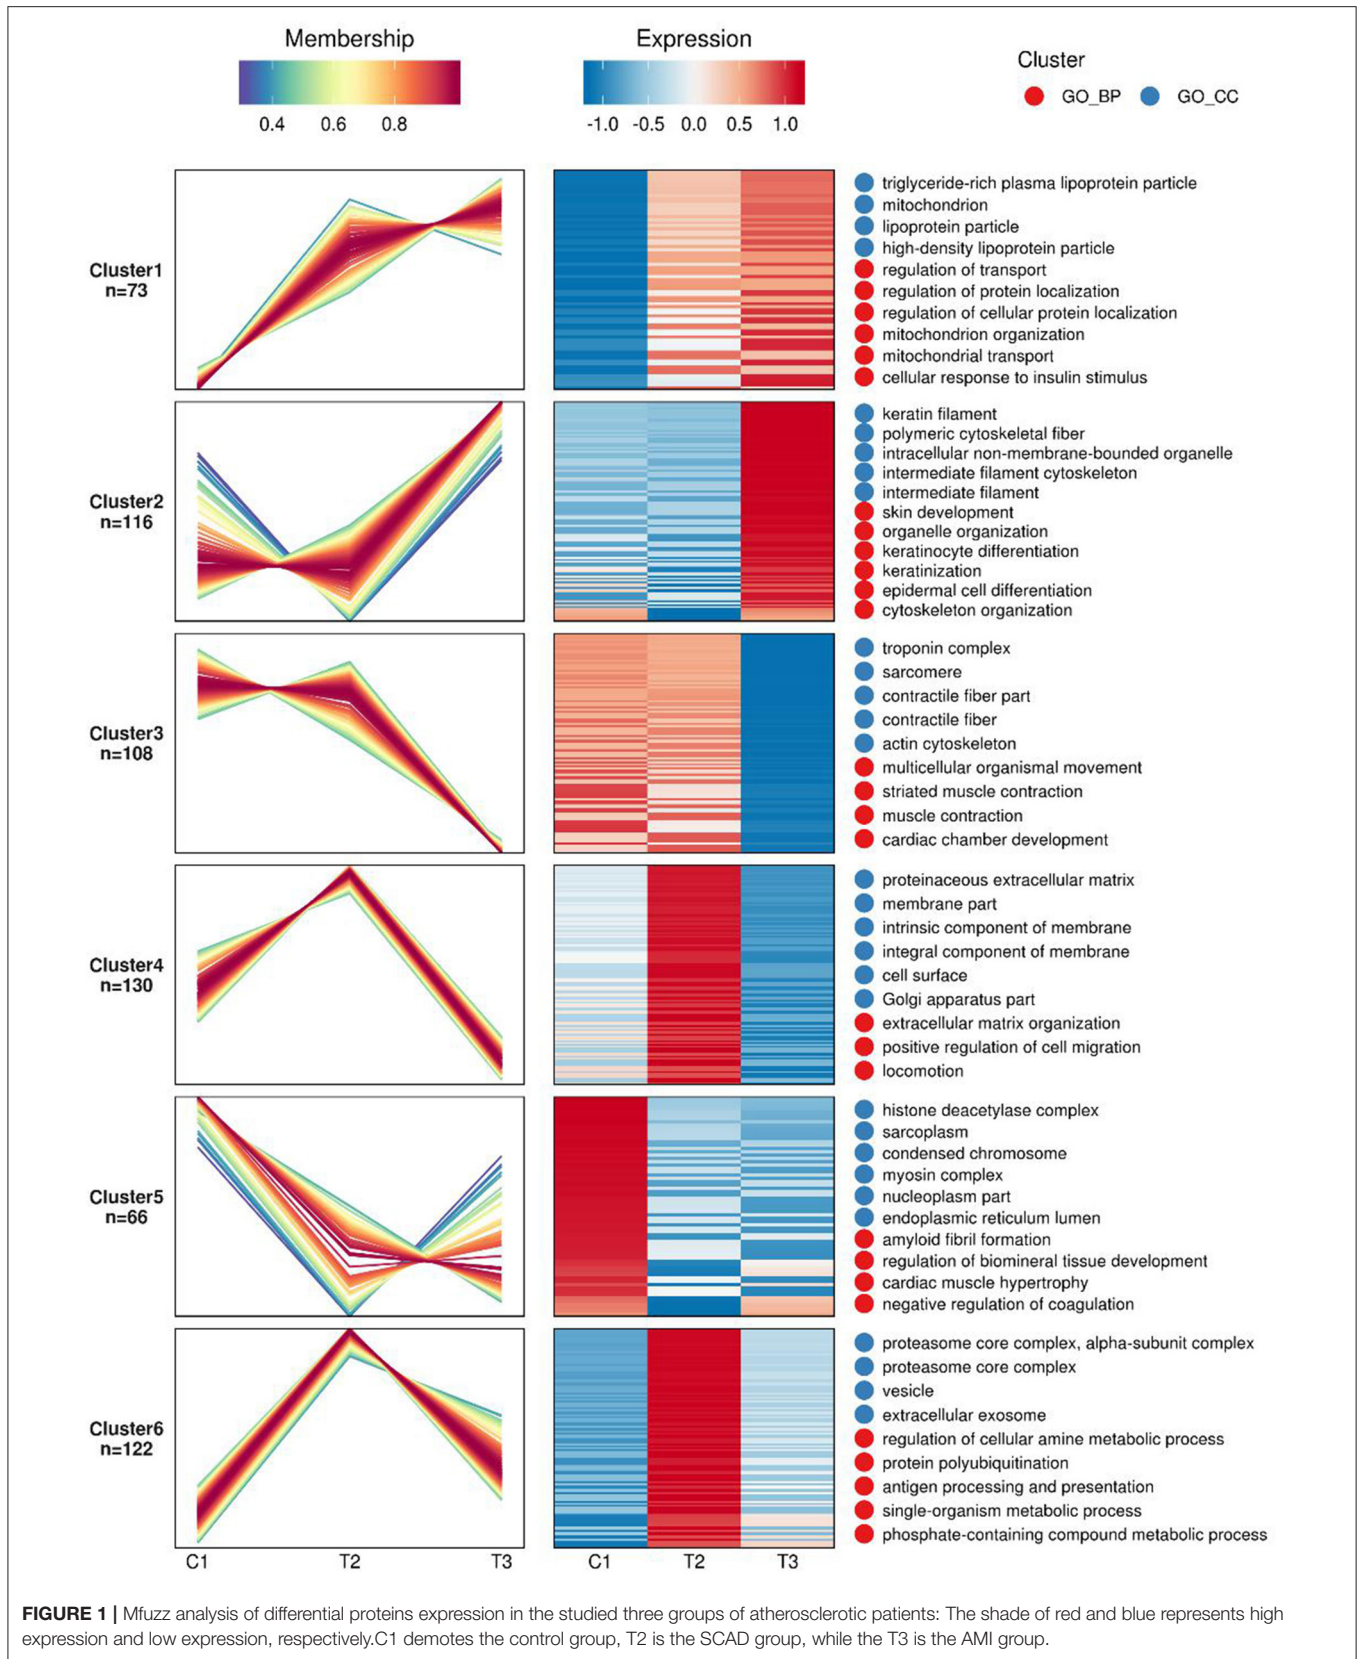 Membership
0.4 0.6 0.8
Expression
-1.0 -0.5 0.0 0.5 1.0
Cluster
GO_BP GO_CC
Cluster1
n=73
triglyceride-rich plasma lipoprotein particle
mitochondrion
lipoprotein particle
high-density lipoprotein particle
regulation of transport
regulation of protein localization
regulation of cellular protein localization
mitochondrion organization
mitochondrial transport
cellular response to insulin stimulus
Cluster2
n=116
keratin filament
polymeric cytoskeletal fiber
intracellular non-membrane-bounded organelle
intermediate filament cytoskeleton
intermediate filament
skin development
organelle organization
keratinocyte differentiation
keratinization
epidermal cell differentiation
cytoskeleton organization
Cluster3
n=108
troponin complex
sarcomere
contractile fiber part
contractile fiber
actin cytoskeleton
multicellular organismal movement
striated muscle contraction
muscle contraction
cardiac chamber development
Cluster4
n=130
proteinaceous extracellular matrix
membrane part
intrinsic component of membrane
integral component of membrane
cell surface
Golgi apparatus part
extracellular matrix organization
positive regulation of cell migration
locomotion
Cluster5
n=66
histone deacetylase complex
sarcoplasm
condensed chromosome
myosin complex
nucleoplasm part
endoplasmic reticulum lumen
amyloid fibril formation
regulation of biomineral tissue development
cardiac muscle hypertrophy
negative regulation of coagulation
Cluster6
n=122
proteasome core complex, alpha-subunit complex
proteasome core complex
vesicle
extracellular exosome
regulation of cellular amine metabolic process
protein polyubiquitination
antigen processing and presentation
single-organism metabolic process
phosphate-containing compound metabolic process
C1 T2 T3
C1 T2 T3
FIGURE 1 | Mfuzz analysis of differential proteins expression in the studied three groups of atherosclerotic patients: The shade of red and blue represents high
expression and low expression, respectively.C1 demotes the control group, T2 is the SCAD group, while the T3 is the AMI group.